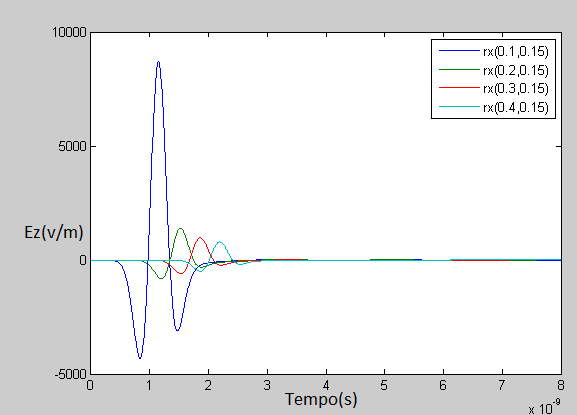 10000
rx(0.1,0.15)
rx(0.2,0.15)
rx(0.3,0.15)
rx(0.4,0.15)
5000
Ez(v/m)
0
-5000
0 1 2 3 4 5 6 7 8
Tempo(s)
x 10^-9